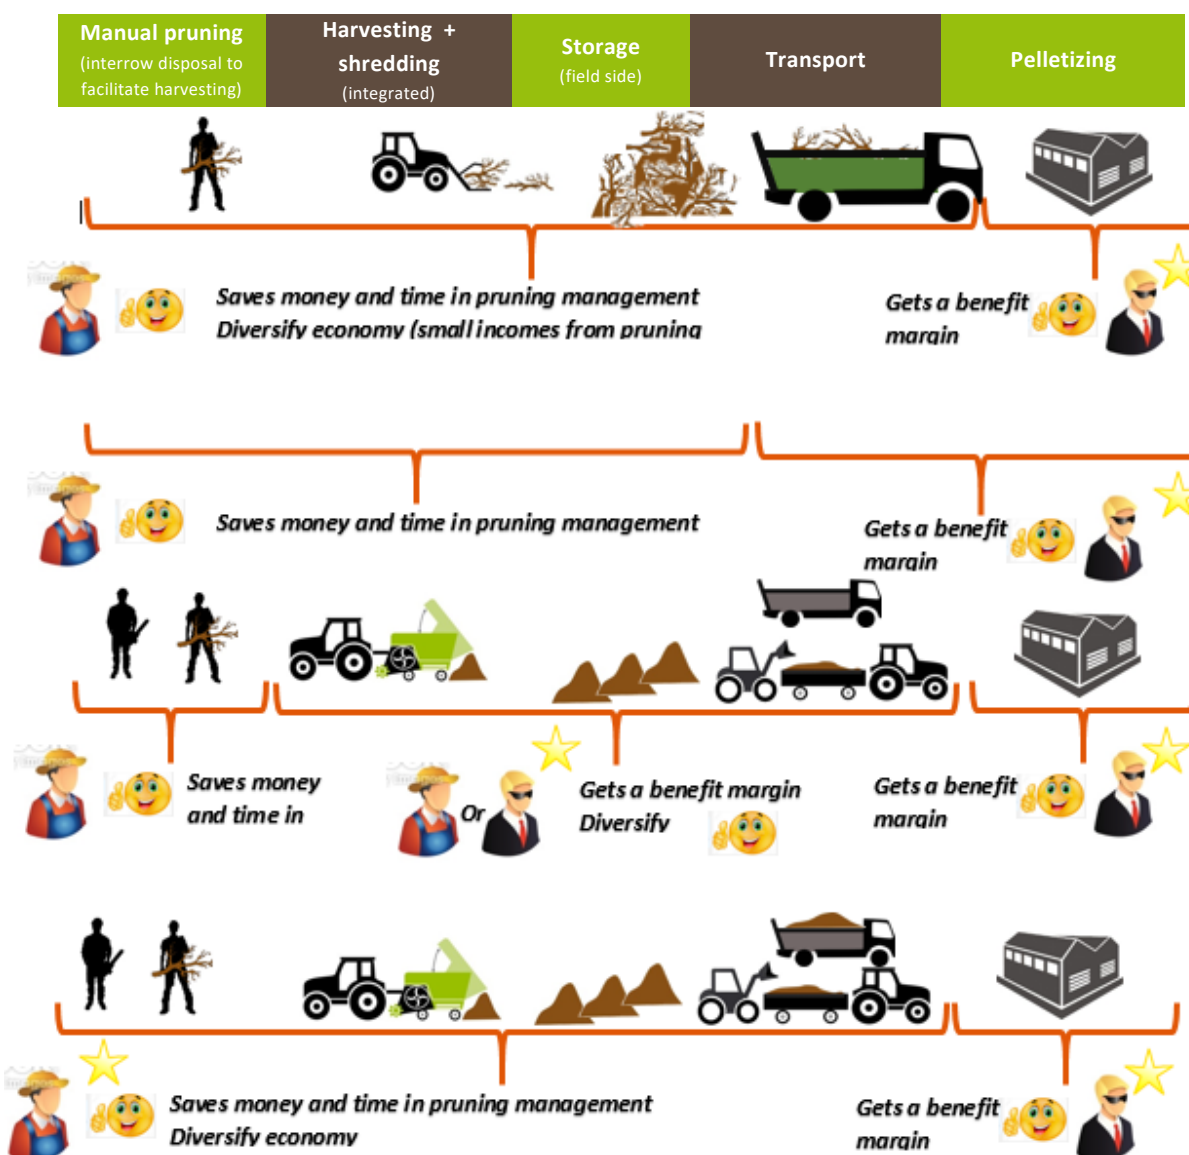 Manual pruning
(interrow disposal to
facilitate harvesting)
Harvesting +
shredding
(integrated)
Storage
(field side)
Transport
Pelletizing
Saves money and time in pruning management
Diversify economy (small incomes from pruning
Gets a benefit
margin
Saves money and time in pruning management
Gets a benefit
margin
Saves money
and time in
Or
Gets a benefit margin
Diversify
Gets a benefit
margin
Saves money and time in pruning management
Diversify economy
Gets a benefit
margin